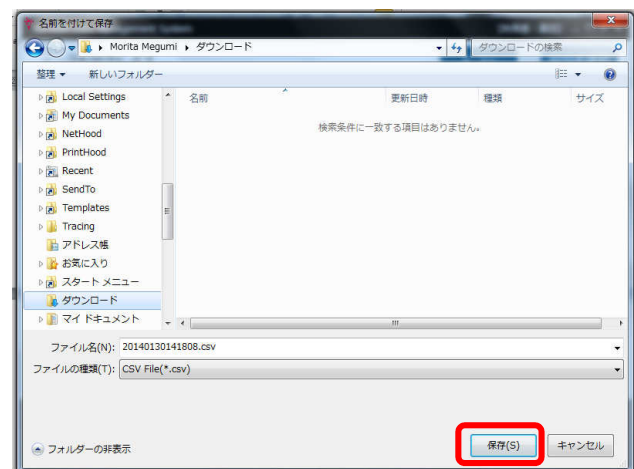 名前を付けて保存
Morita Megumi ▸ ダウンロード
ダウンロードの検索
整理 ▼ 新しいフォルダー
名前 更新日時 種類 サイズ
検索条件に一致する項目はありません。
Local Settings
My Documents
NetHood
PrintHood
Recent
SendTo
Templates
Tracing
アドレス帳
お気に入り
スタート メニュー
ダウンロード
マイ ドキュメント
ファイル名(N): 20140130141808.csv
ファイルの種類(T): CSV File(*.csv)
フォルダーの非表示
保存(S) キャンセル